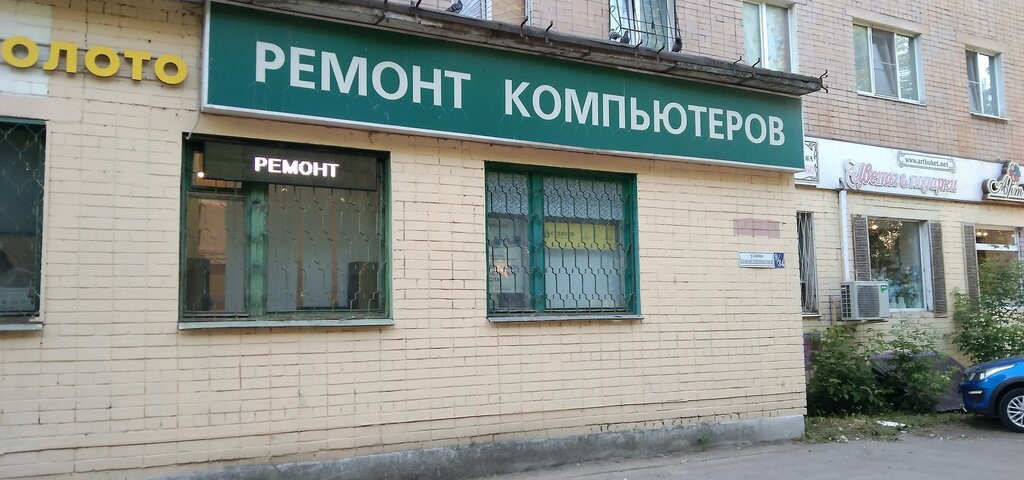 ОЛОТО
РЕМОНТ КОМПЬЮТЕРОВ
РЕМОНТ
www.artbuket.net
Цветы и подарки